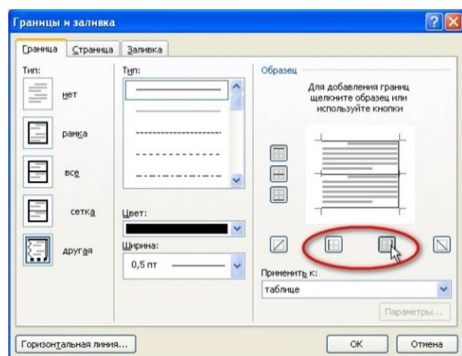 Границы и заливка
Граница
Страница
Заливка
Тип:
нет
рамка
все
сетка
другая
Тип:
Цвет:
Ширина:
0,5 пт
Образец
Для добавления границ
щелкните образец или
используйте кнопки
Применить к:
таблице
Параметры...
Горизонтальная линия...
ОК
Отмена